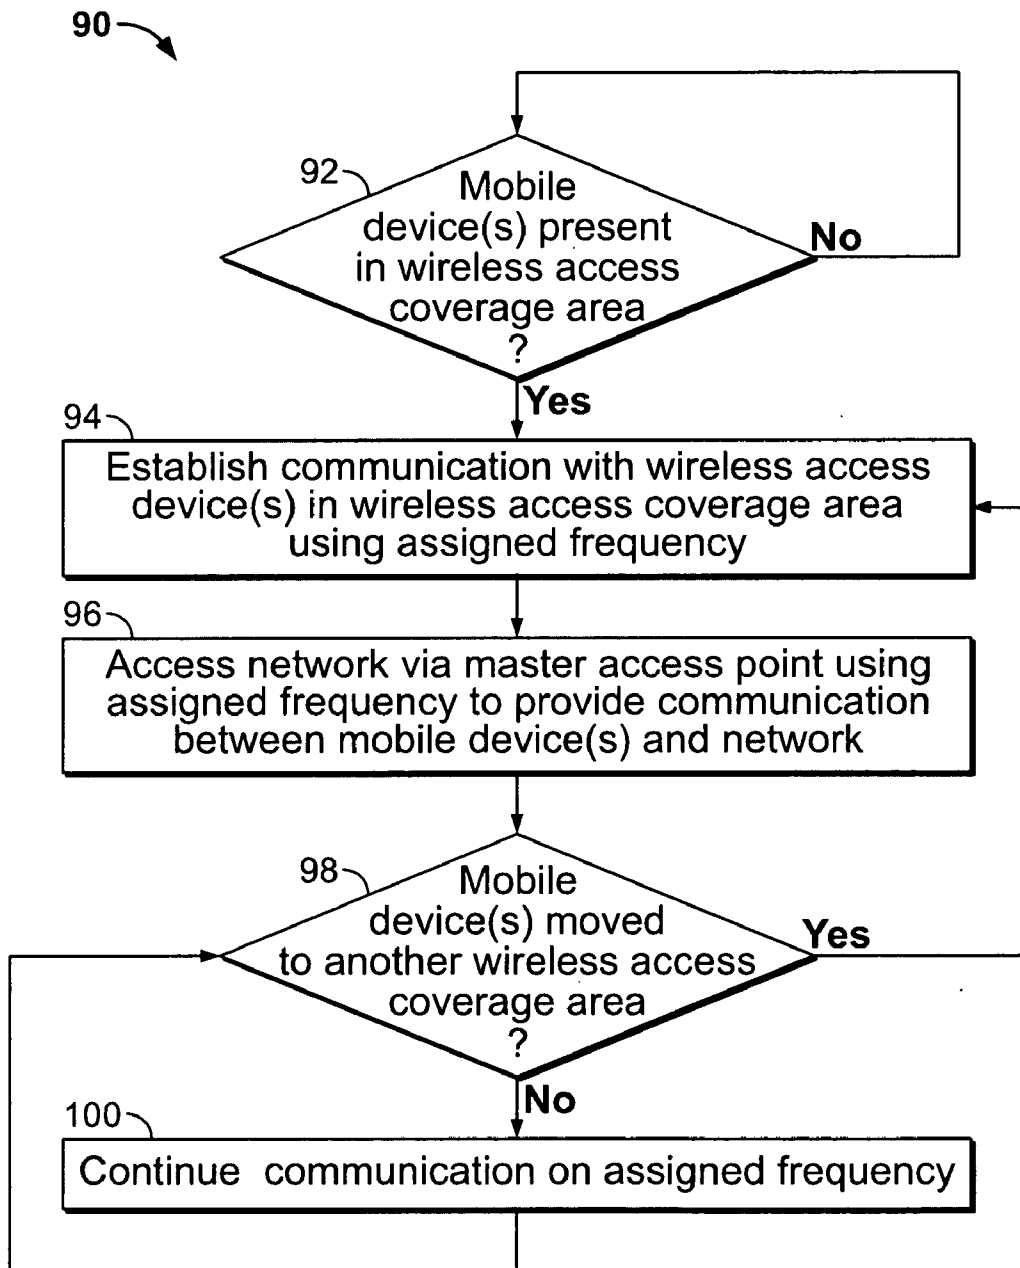 90
92
Mobile
device(s) present
in wireless access
coverage area
?
No
Yes
94
Establish communication with wireless access
device(s) in wireless access coverage area
using assigned frequency
96
Access network via master access point using
assigned frequency to provide communication
between mobile device(s) and network
98
Mobile
device(s) moved
to another wireless access
coverage area
?
Yes
No
100
Continue communication on assigned frequency